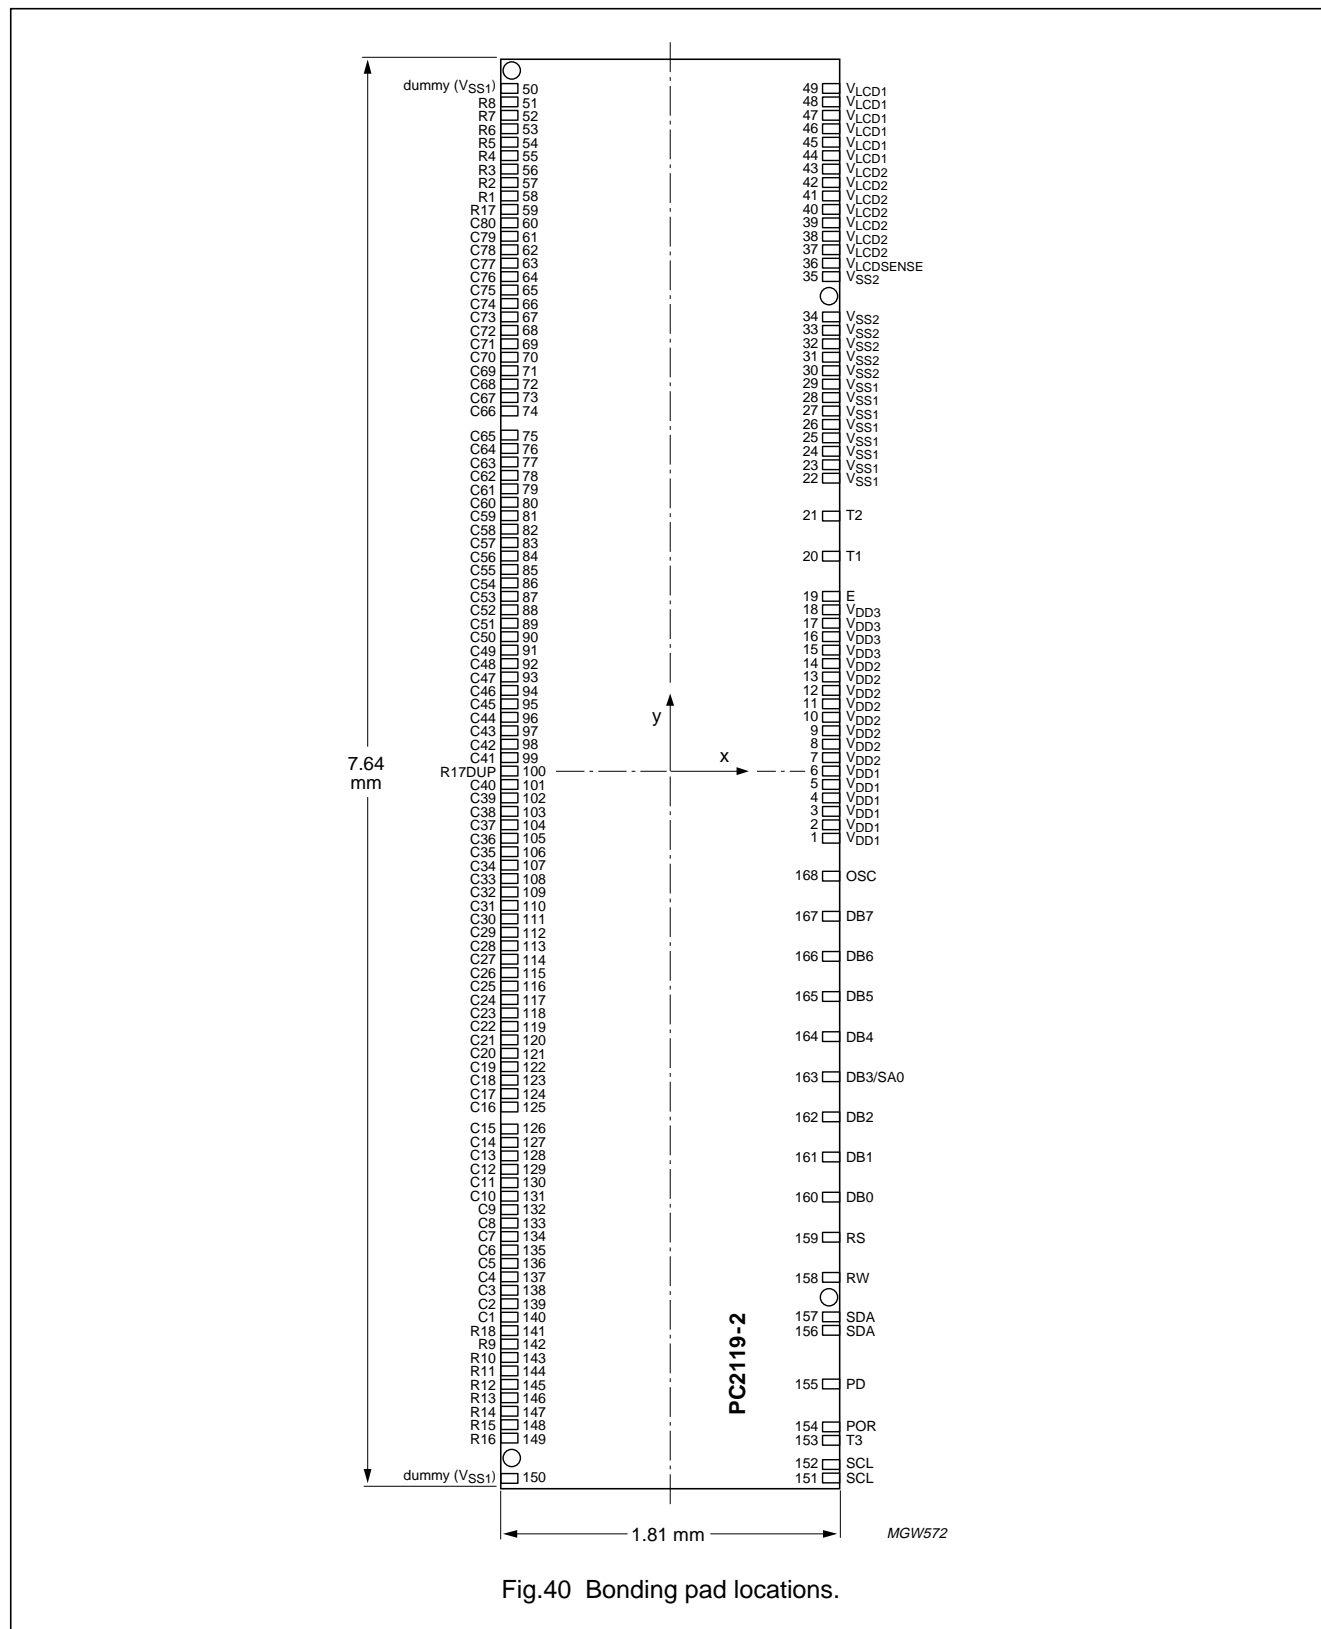 dummy (VSS1) 50 49 VLCD1
R8 51 48 VLCD1
R7 52 47 VLCD1
R6 53 46 VLCD1
R5 54 45 VLCD1
R4 55 44 VLCD1
R3 56 43 VLCD2
R2 57 42 VLCD2
R1 58 41 VLCD2
R17 59 40 VLCD2
C80 60 39 VLCD2
C79 61 38 VLCD2
C78 62 37 VLCD2
C77 63 36 VLCDSENSE
C76 64 35 VSS2
C75 65
C74 66
C73 67 34 VSS2
C72 68 33 VSS2
C71 69 32 VSS2
C70 70 31 VSS2
C69 71 30 VSS2
C68 72 29 VSS1
C67 73 28 VSS1
C66 74 27 VSS1
26 VSS1
C65 75 25 VSS1
C64 76 24 VSS1
C63 77 23 VSS1
C62 78 22 VSS1
C61 79
C60 80
C59 81 21 T2
C58 82
C57 83
C56 84 20 T1
C55 85
C54 86
C53 87 19 E
C52 88 18 VDD3
C51 89 17 VDD3
C50 90 16 VDD3
C49 91 15 VDD3
C48 92 14 VDD2
C47 93 13 VDD2
C46 94 12 VDD2
C45 95 11 VDD2
C44 96 y 10 VDD2
C43 97 9 VDD2
C42 98 8 VDD2
C41 99 x 7 VDD2
7.64
mm
R17DUP 100 6 VDD1
C40 101 5 VDD1
C39 102 4 VDD1
C38 103 3 VDD1
C37 104 2 VDD1
C36 105 1 VDD1
C35 106
C34 107
C33 108 168 OSC
C32 109
C31 110
C30 111 167 DB7
C29 112
C28 113
C27 114 166 DB6
C26 115
C25 116
C24 117 165 DB5
C23 118
C22 119
C21 120 164 DB4
C20 121
C19 122
C18 123 163 DB3/SA0
C17 124
C16 125
162 DB2
C15 126
C14 127
C13 128 161 DB1
C12 129
C11 130
C10 131 160 DB0
C9 132
C8 133
C7 134 159 RS
C6 135
C5 136
C4 137 158 RW
C3 138
C2 139
C1 140 157 SDA
R18 141 156 SDA
R9 142
R10 143
R11 144
R12 145 155 PD
R13 146
R14 147
R15 148 154 POR
R16 149 153 T3
152 SCL
dummy (VSS1) 150 151 SCL
PC2119-2
1.81 mm
MGW572
Fig.40 Bonding pad locations.